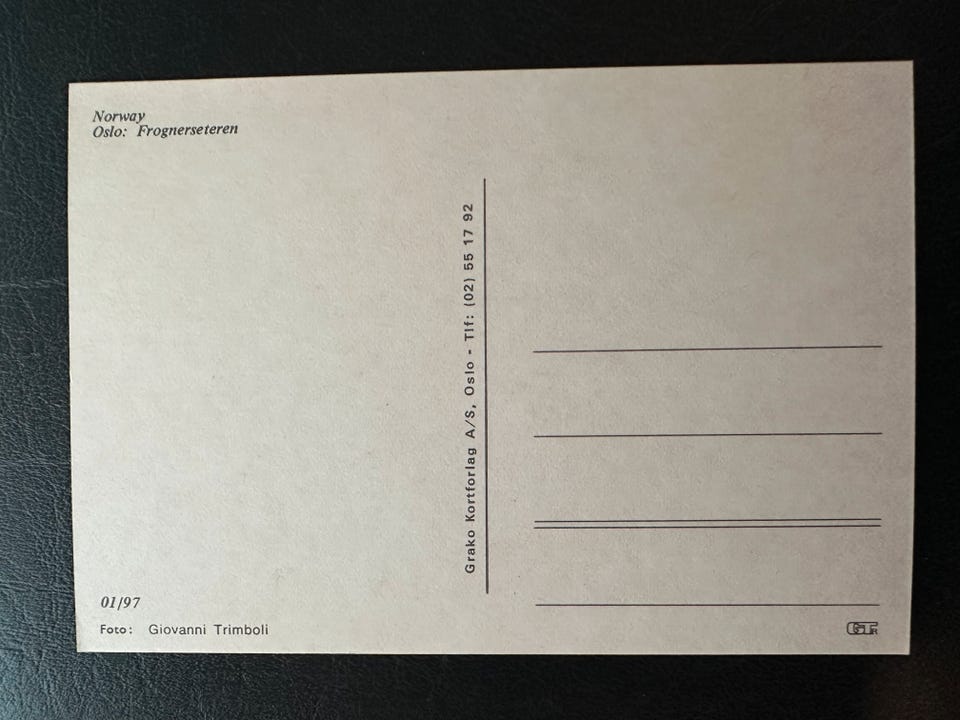 Norway
Oslo: Frognerseteren
Grako Kortforlag A/S, Oslo - Tlf: (02) 55 17 92
01/97
Foto: Giovanni Trimboli